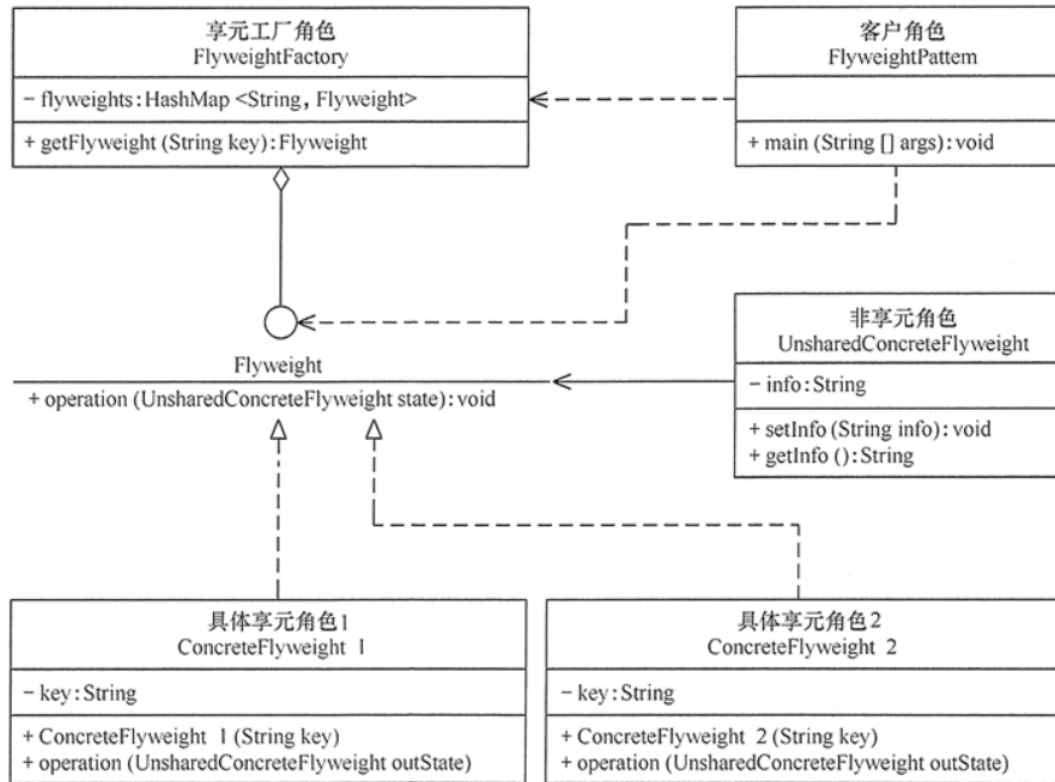 享元工厂角色
FlyweightFactory
- flyweights:HashMap <String, Flyweight>
+ getFlyweight (String key):Flyweight
客户角色
FlyweightPattem
+ main (String [] args):void
Flyweight
+ operation (UnsharedConcreteFlyweight state):void
非享元角色
UnsharedConcreteFlyweight
- info:String
+ setInfo (String info):void
+ getInfo ():String
具体享元角色1
ConcreteFlyweight 1
- key:String
+ ConcreteFlyweight 1 (String key)
+ operation (UnsharedConcreteFlyweight outState)
具体享元角色2
ConcreteFlyweight 2
- key:String
+ ConcreteFlyweight 2 (String key)
+ operation (UnsharedConcreteFlyweight outState)